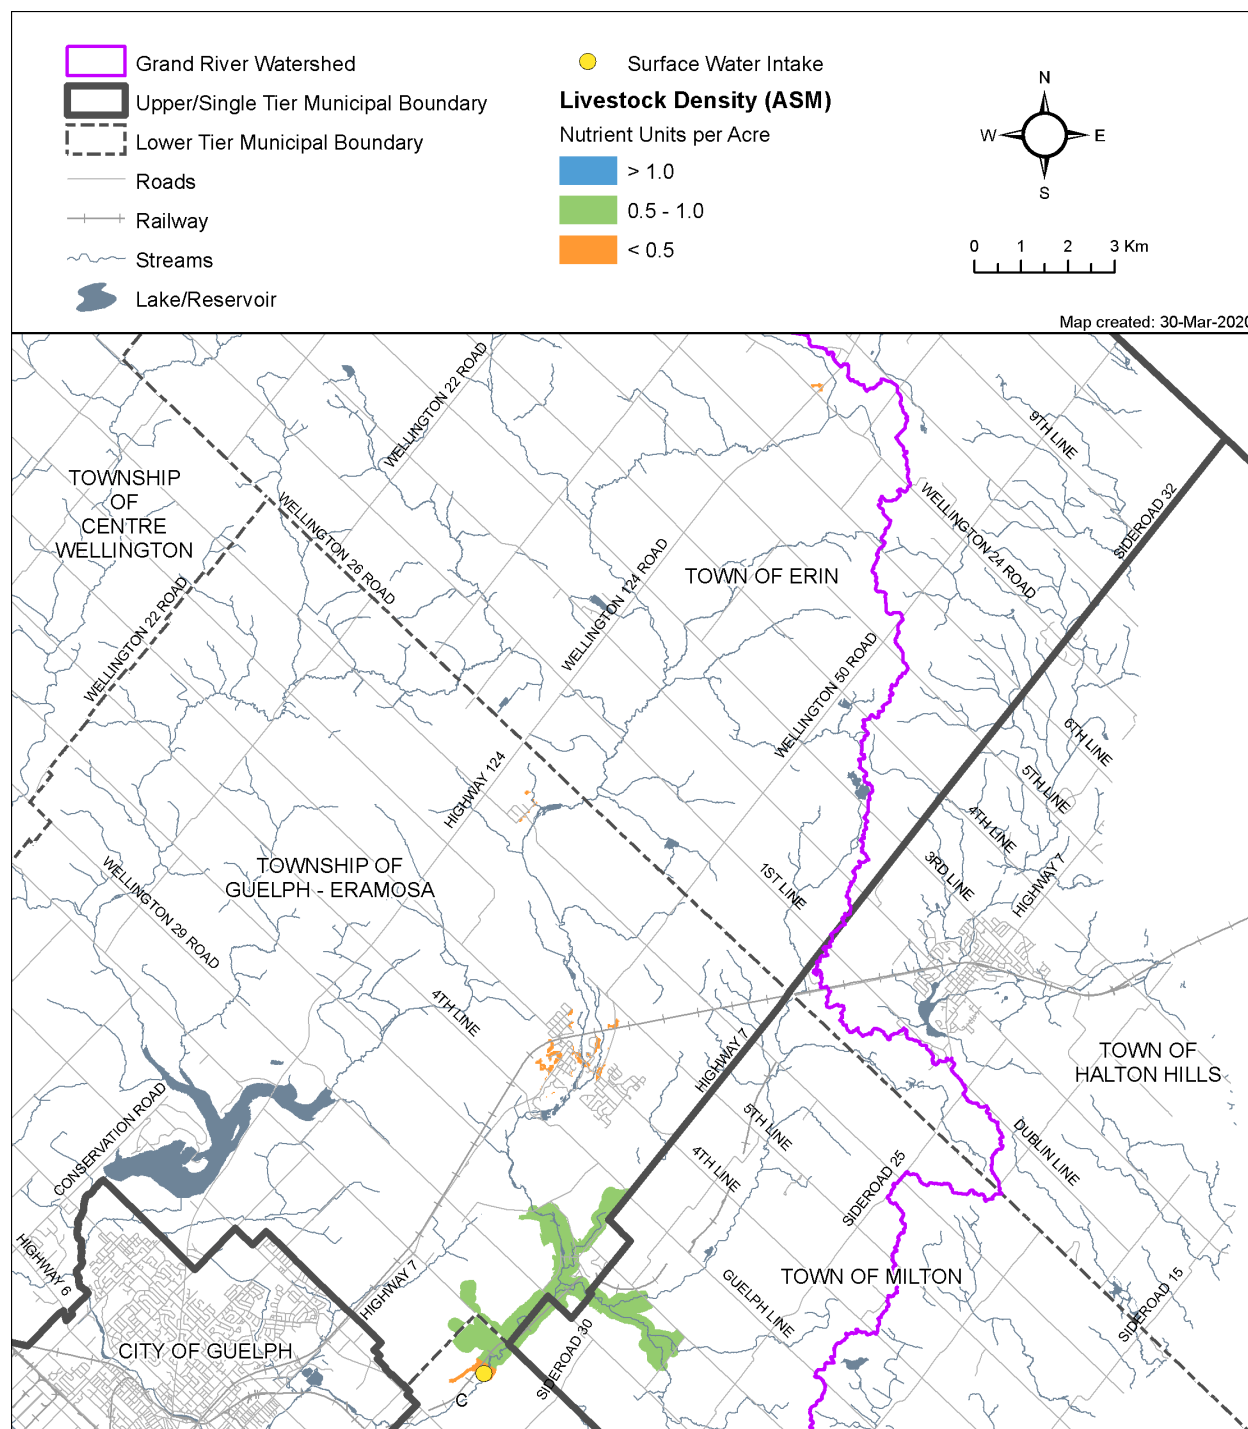 Grand River Watershed
Upper/Single Tier Municipal Boundary
Lower Tier Municipal Boundary
Roads
Railway
Streams
Lake/Reservoir
Surface Water Intake
Livestock Density (ASM)
Nutrient Units per Acre
> 1.0
0.5 - 1.0
< 0.5
N
W
E
S
0 1 2 3 Km
Map created: 30-Mar-2020
WELLINGTON 22 ROAD
9TH LINE
TOWNSHIP
OF
CENTRE
WELLINGTON
WELLINGTON 26 ROAD
WELLINGTON 24 ROAD
SIDEROAD 32
WELLINGTON 22 ROAD
WELLINGTON 124 ROAD
TOWN OF ERIN
WELLINGTON 50 ROAD
6TH LINE
5TH LINE
4TH LINE
HIGHWAY 124
3RD LINE
HIGHWAY 7
TOWNSHIP OF
GUELPH - ERAMOSA
1ST LINE
WELLINGTON 29 ROAD
4TH LINE
HIGHWAY 7
TOWN OF
HALTON HILLS
CONSERVATION ROAD
5TH LINE
4TH LINE
DUBLIN LINE
SIDEROAD 25
HIGHWAY 6
HIGHWAY 7
GUELPH LINE
TOWN OF MILTON
SIDEROAD 15
CITY OF GUELPH
SIDEROAD 30
C